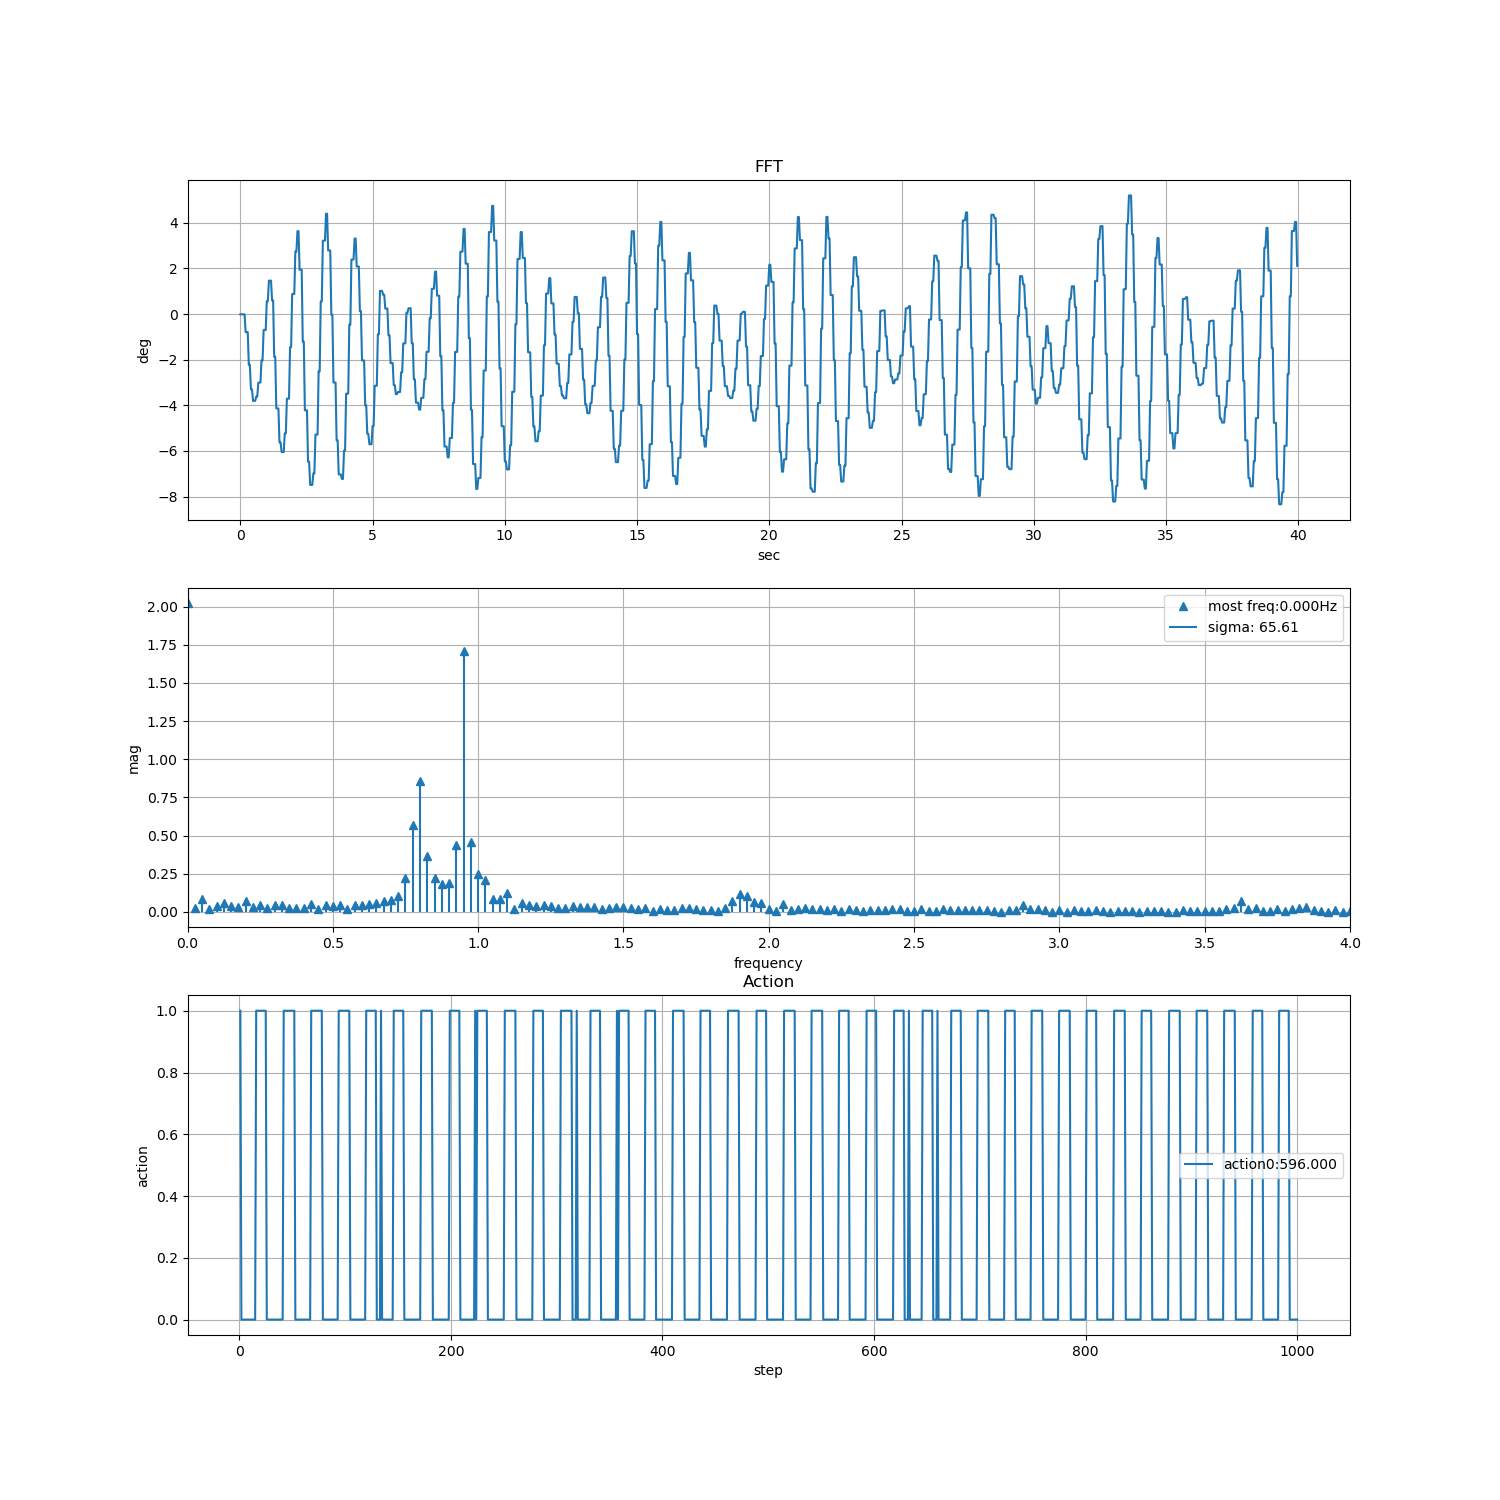 FFT
4
2
0
−2
−4
−6
−8
deg
0 5 10 15 20 25 30 35 40
sec
2.00
1.75
1.50
1.25
1.00
0.75
0.50
0.25
0.00
mag
most freq:0.000Hz
sigma: 65.61
0.0 0.5 1.0 1.5 2.0 2.5 3.0 3.5 4.0
frequency
Action
1.0
0.8
0.6
0.4
0.2
0.0
action
action0:596.000
0 200 400 600 800 1000
step